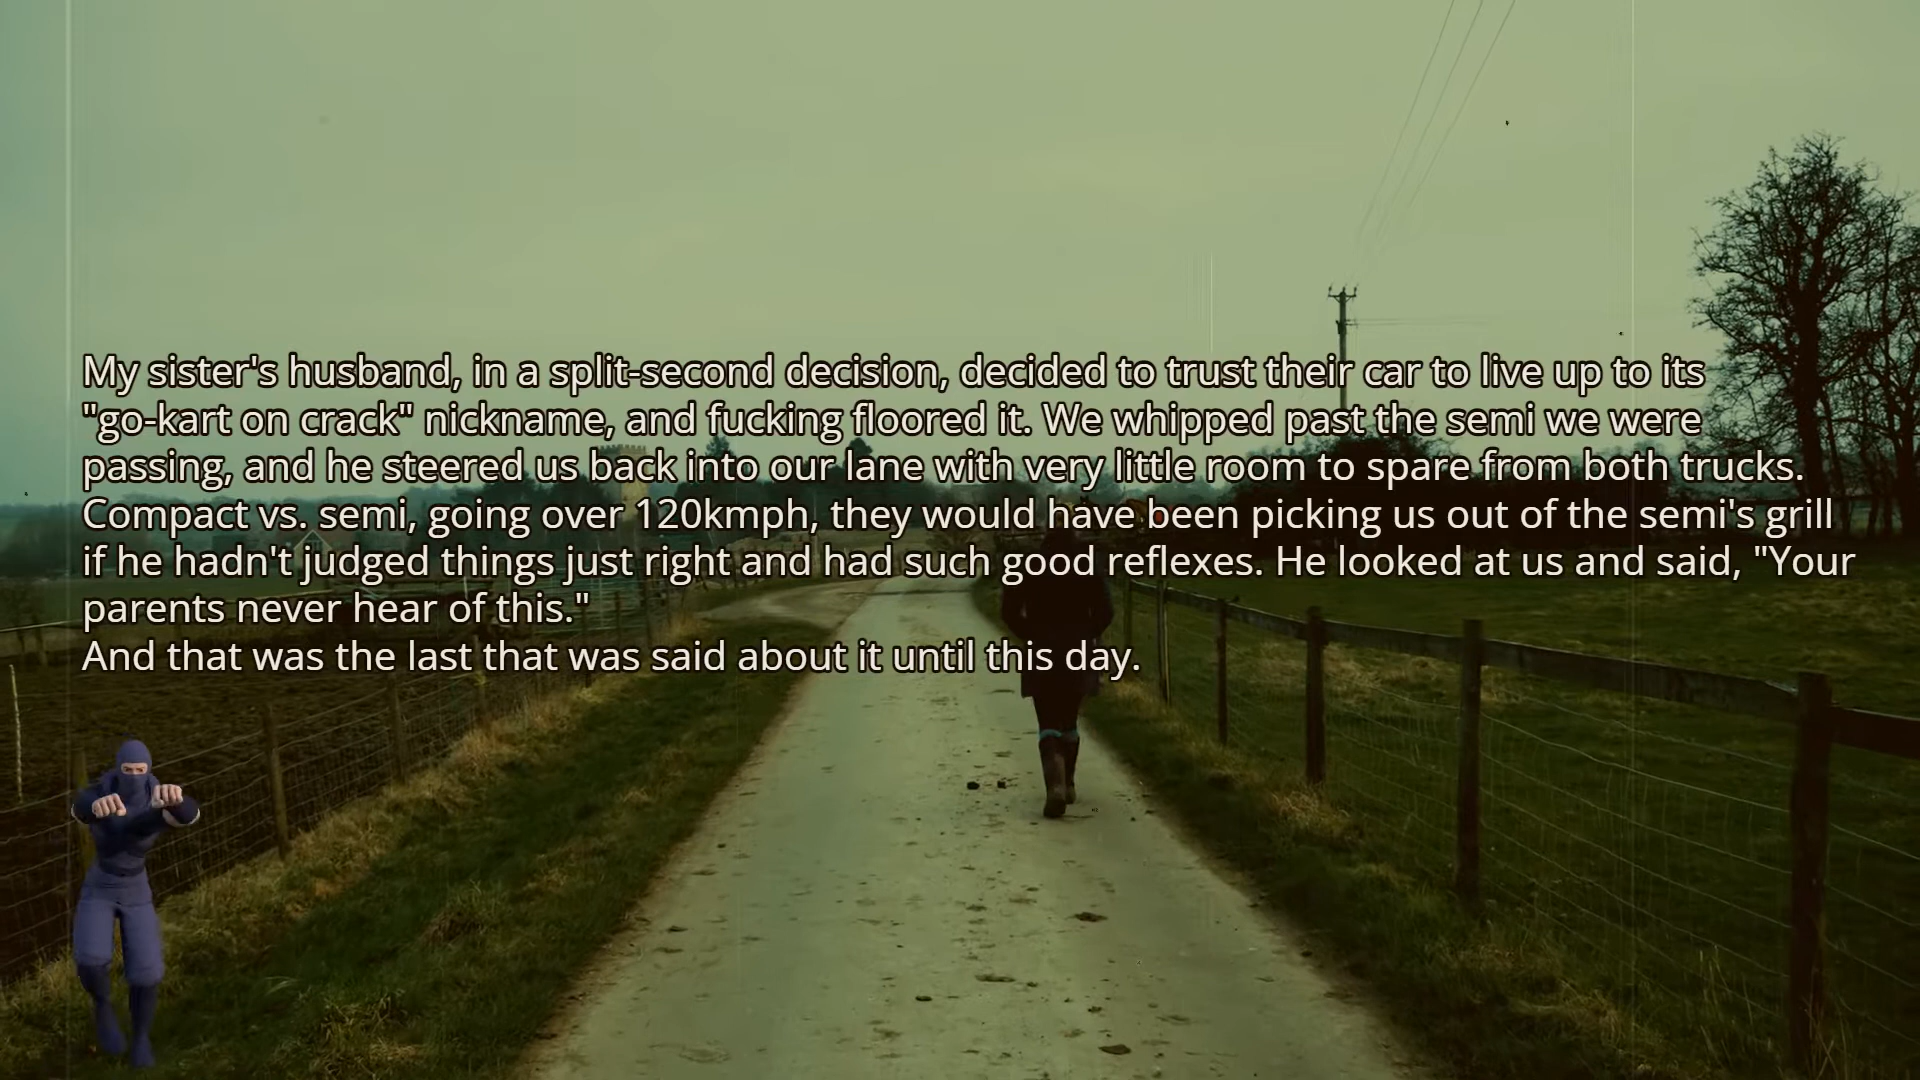 My sister's husband, in a split-second decision, decided to trust their car to live up to its
"go-kart on crack" nickname, and fucking floored it. We whipped past the semi we were
passing, and he steered us back into our lane with very little room to spare from both trucks.
Compact vs. semi, going over 120kmph, they would have been picking us out of the semi's grill
if he hadn't judged things just right and had such good reflexes. He looked at us and said, "Your
parents never hear of this."
And that was the last that was said about it until this day.